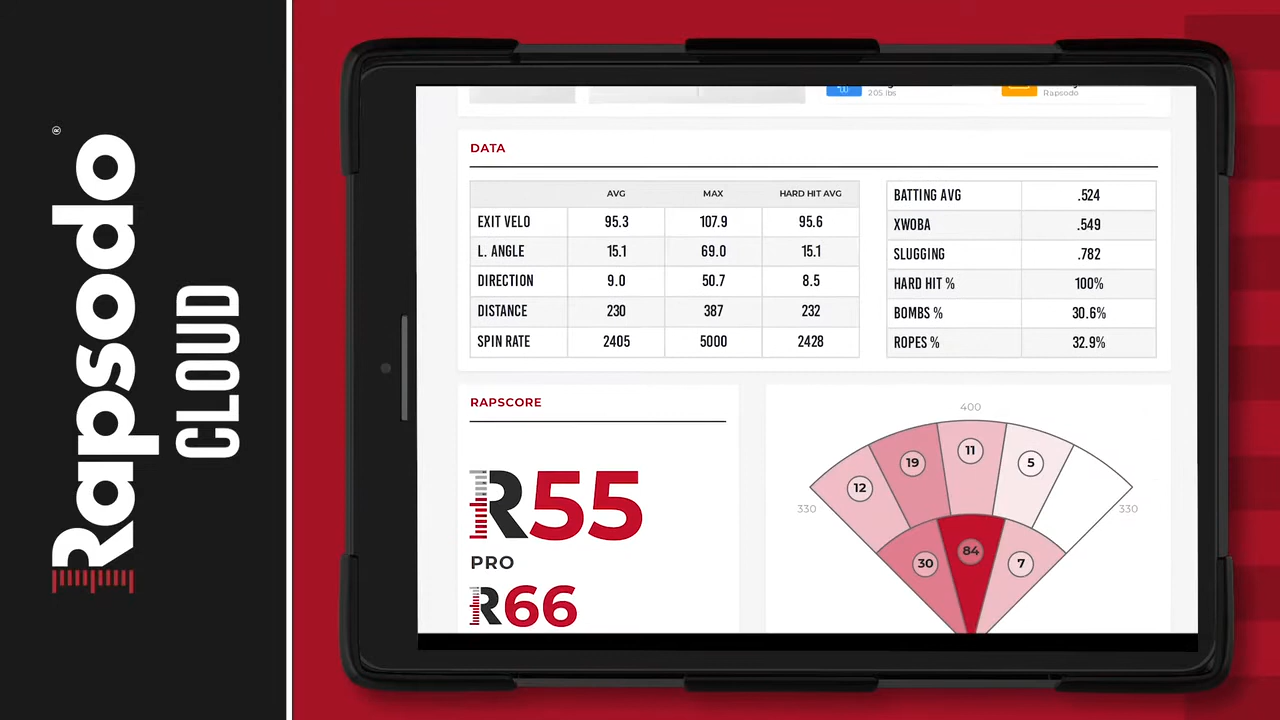 Rapsodo®
CLOUD
205 lbs
Rapsodo
DATA
AVG MAX HARD HIT AVG
EXIT VELO 95.3 107.9 95.6
L. ANGLE 15.1 69.0 15.1
DIRECTION 9.0 50.7 8.5
DISTANCE 230 387 232
SPIN RATE 2405 5000 2428
BATTING AVG .524
XWOBA .549
SLUGGING .782
HARD HIT % 100%
BOMBS % 30.6%
ROPES % 32.9%
RAPSCORE
R55
PRO
R66
400
11
19 5
12
330 330
84
30 7